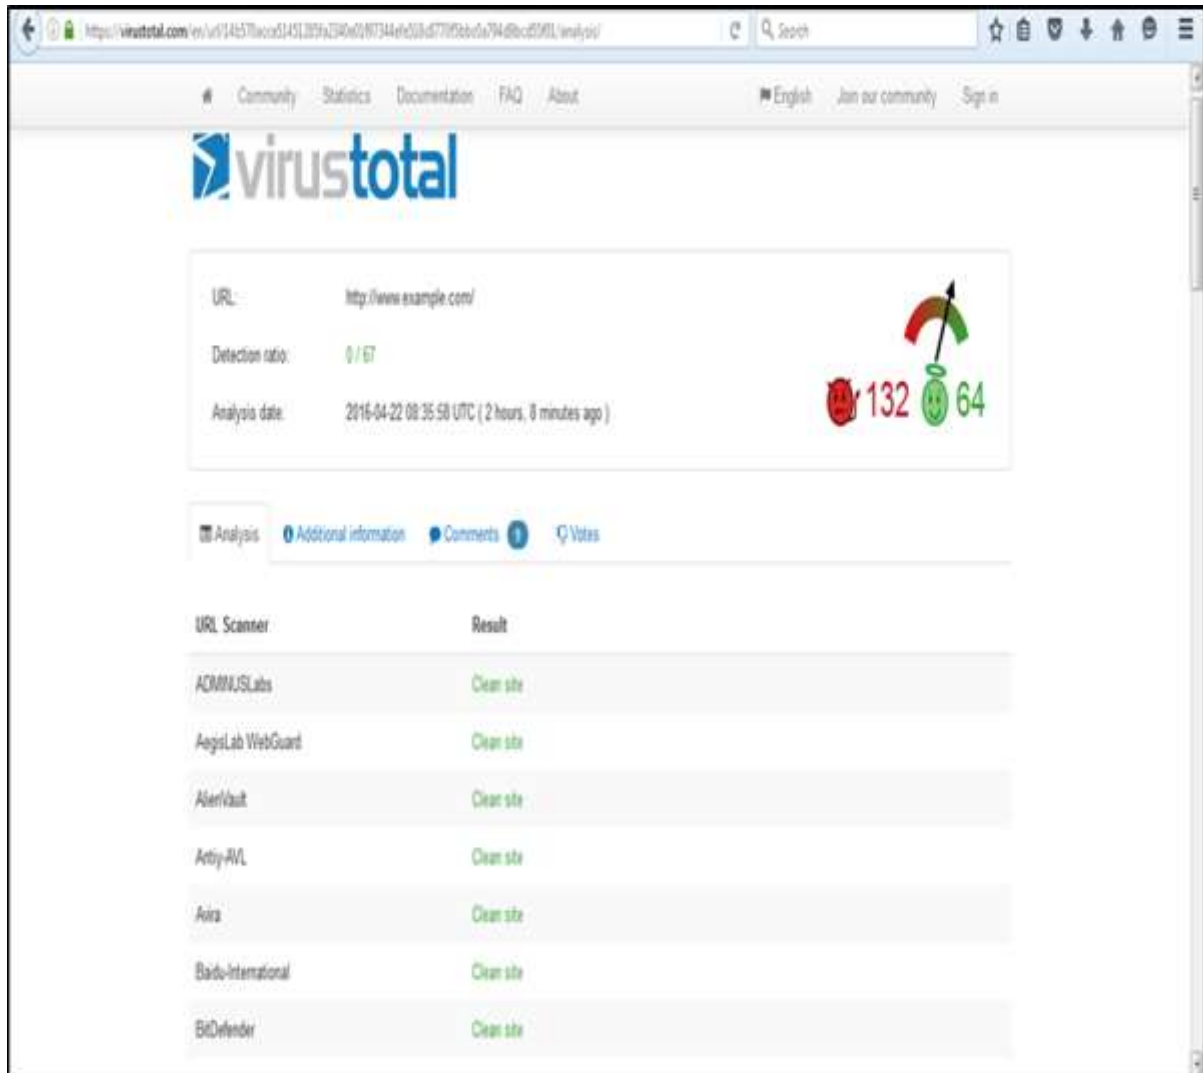 Search
Community Statistics Documentation FAQ About English Join our community Sign in
virustotal
URL: http://www.example.com/
Detection ratio: 0 / 67
Analysis date: 2016-04-22 08:35:58 UTC ( 2 hours, 8 minutes ago )
132 64
Analysis Additional information Comments Votes
URL Scanner Result
ADMINUSLabs Clean site
AegisLab WebGuard Clean site
AlienVault Clean site
Antiy-AVL Clean site
Avira Clean site
Baidu-International Clean site
BitDefender Clean site